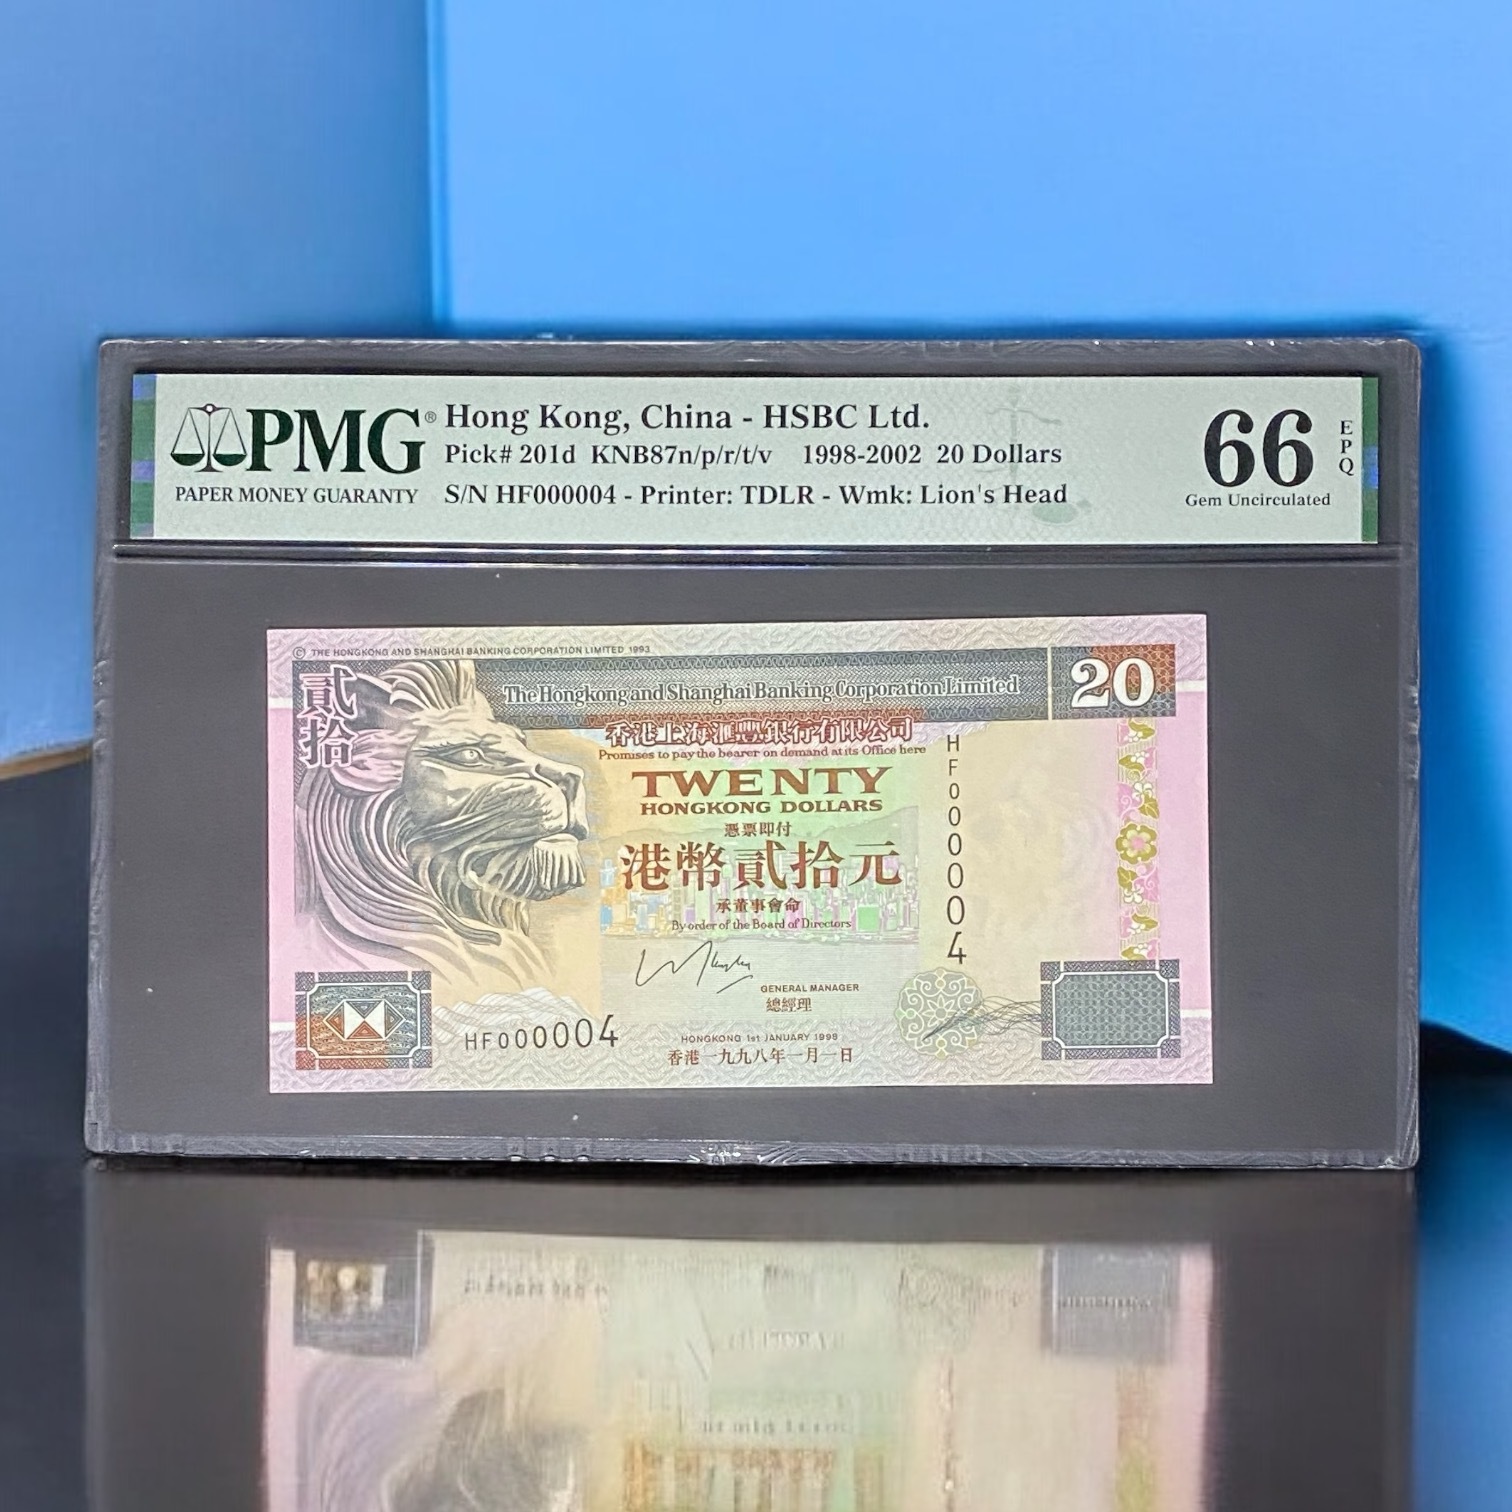 PMG®
PAPER MONEY GUARANTY
Hong Kong, China - HSBC Ltd.
Pick# 201d KNB87n/p/r/t/v 1998-2002 20 Dollars
S/N HF000004 - Printer: TDLR - Wmk: Lion's Head
66
EPQ
Gem Uncirculated
© THE HONGKONG AND SHANGHAI BANKING CORPORATION LIMITED 1993
貳拾
The Hongkong and Shanghai Banking Corporation Limited
20
香港上海滙豐銀行有限公司
Promises to pay the bearer on demand at its Office here
TWENTY
HONGKONG DOLLARS
憑票即付
港幣貳拾元
承董事會命
By order of the Board of Directors
HF000004
GENERAL MANAGER
總經理
HF000004
HONGKONG 1st JANUARY 1998
香港一九九八年一月一日